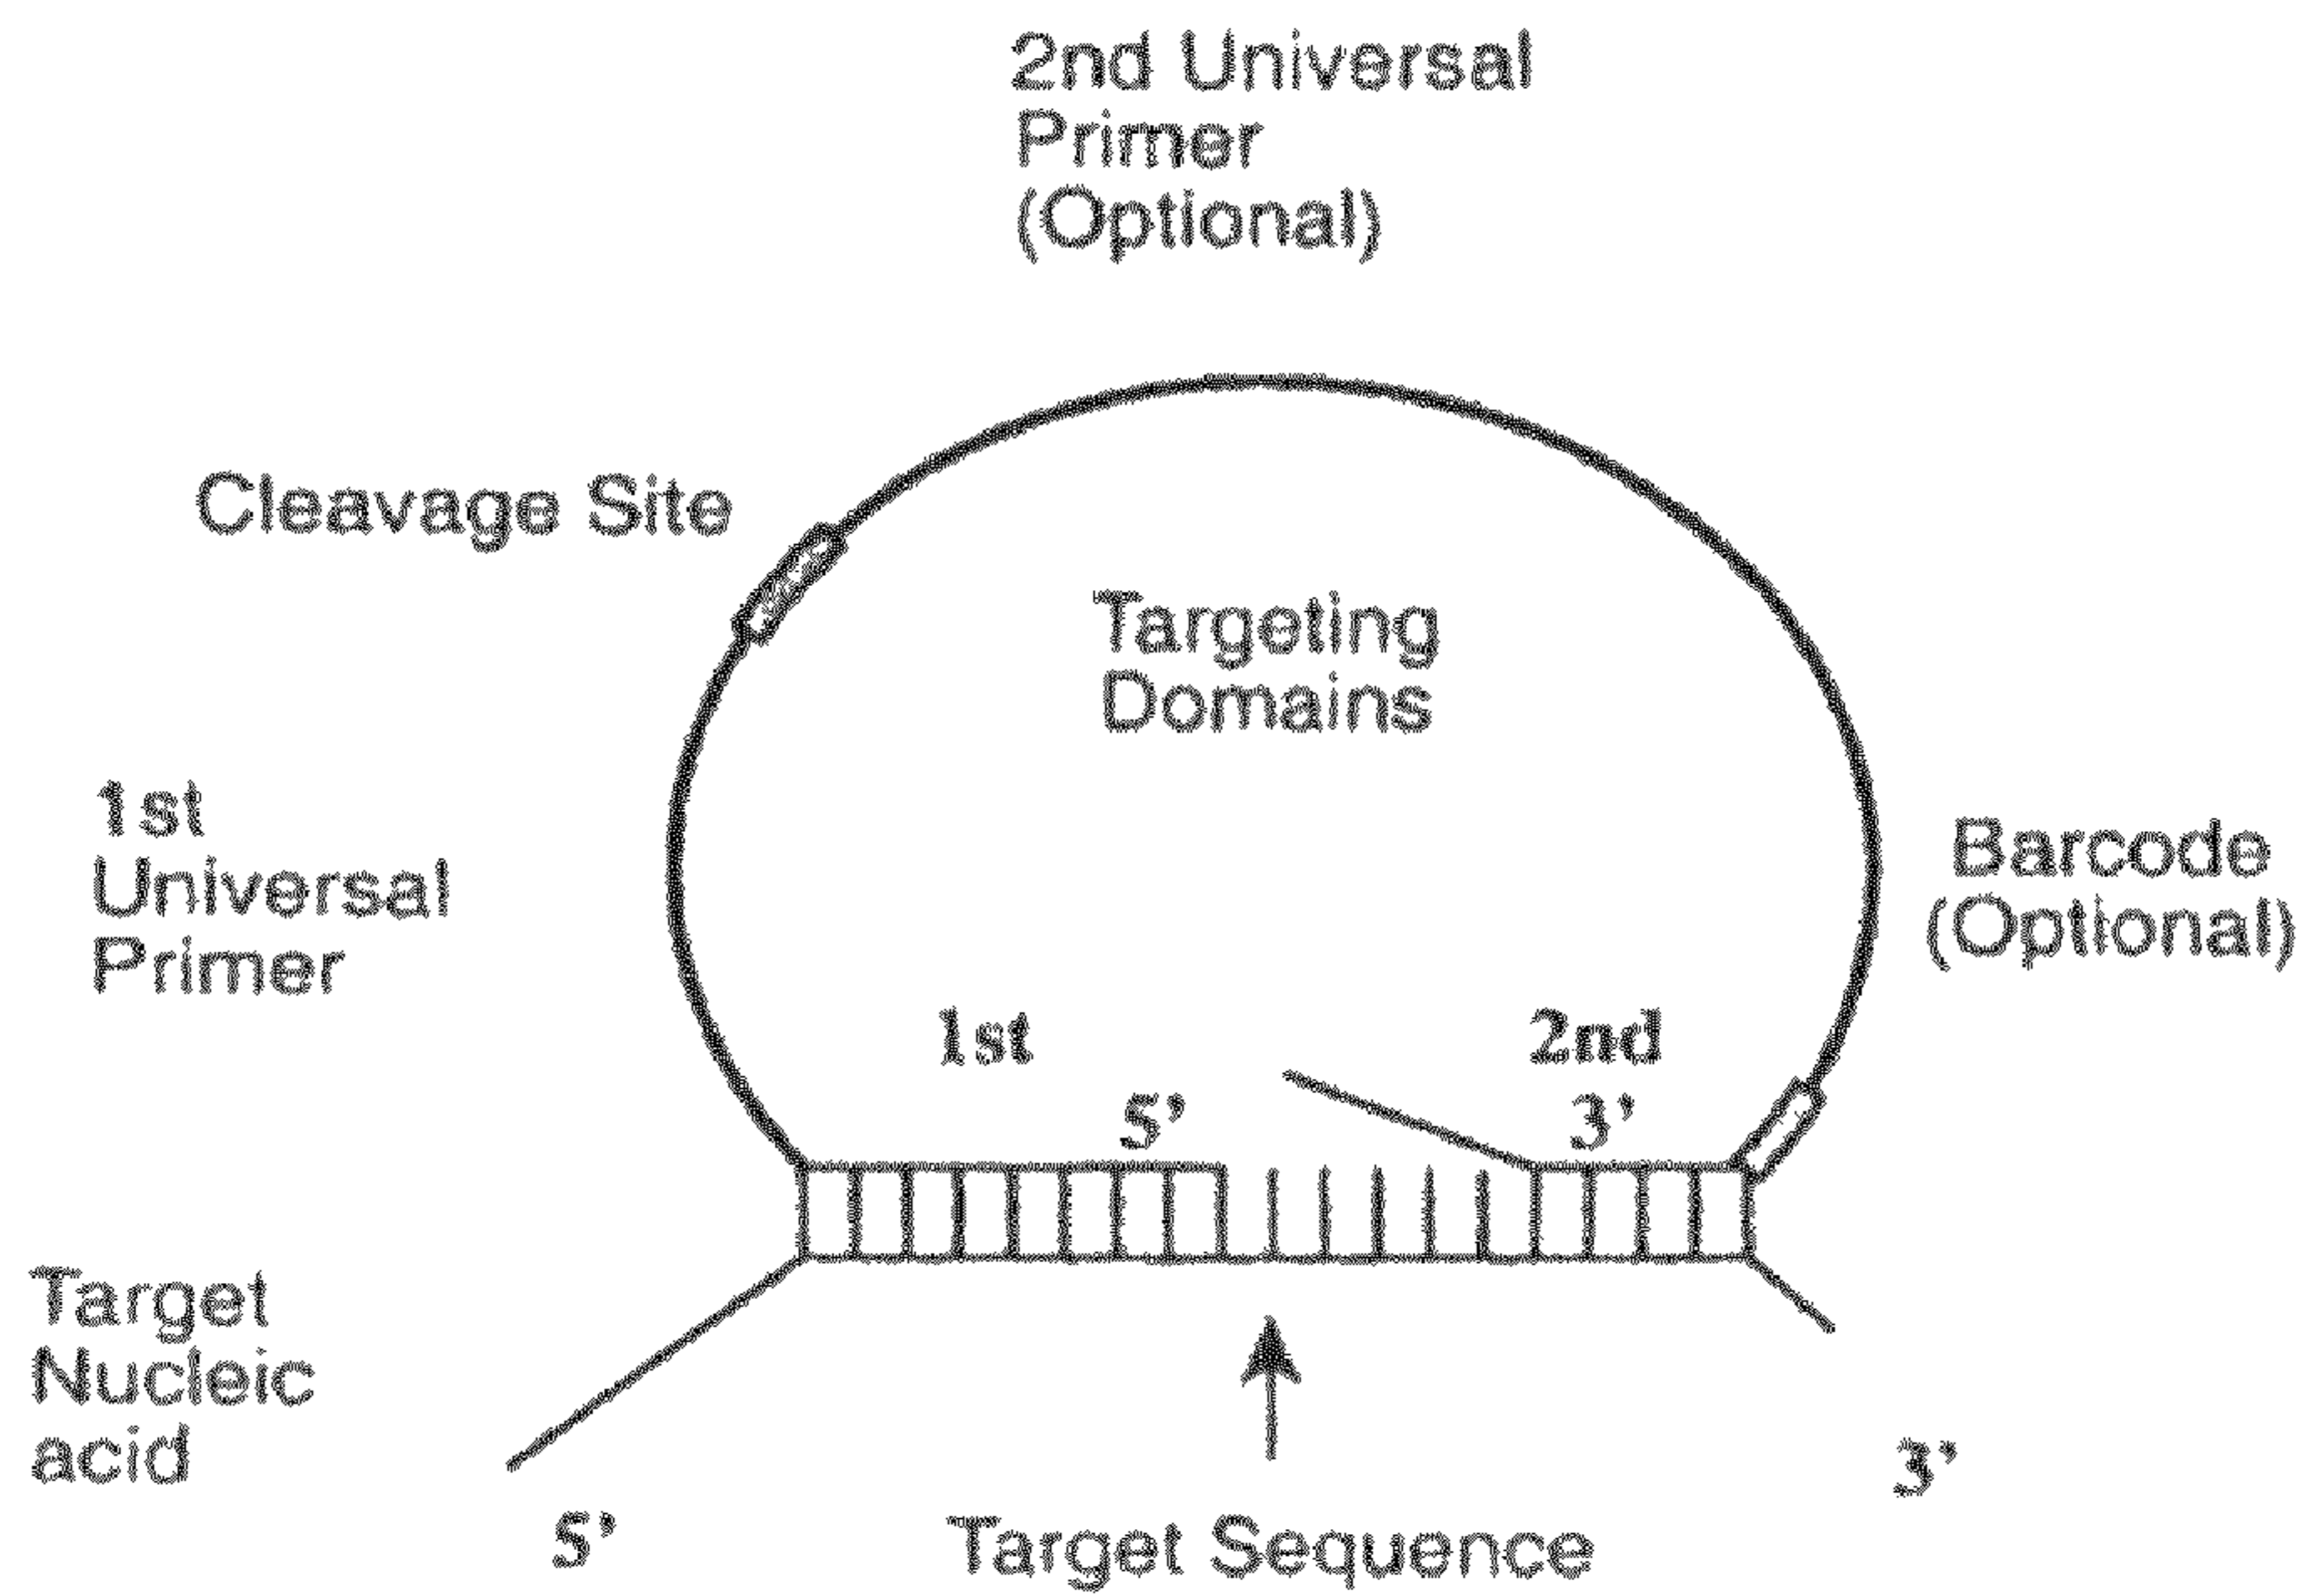 2nd Universal
Primer
(Optional)
Cleavage Site
Targeting
Domains
1st
Universal
Primer
Barcode
(Optional)
1st
2nd
5’
3’
Target
Nucleic
acid
3’
5’
Target Sequence